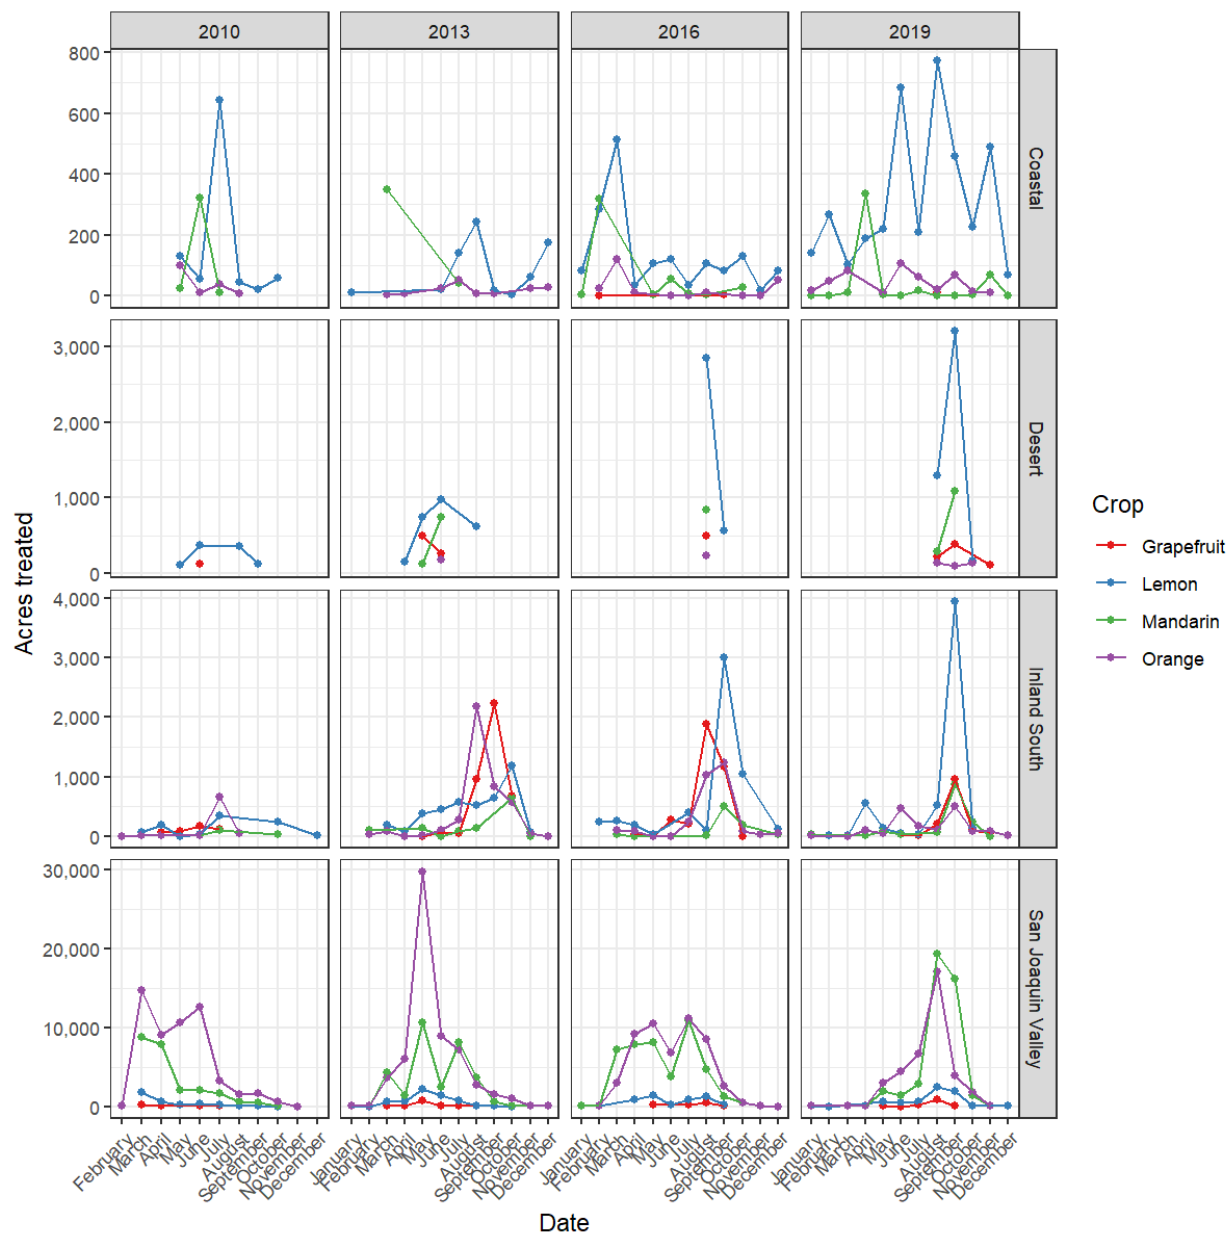 2010
2013
2016
2019
800
600
400
200
0
Coastal
3,000
2,000
1,000
0
Desert
4,000
3,000
2,000
1,000
0
Inland South
30,000
20,000
10,000
0
San Joaquin Valley
Acres treated
February
March
April
May
June
July
August
September
October
November
December
January
February
March
April
May
June
July
August
September
October
November
December
January
February
March
April
May
June
July
August
September
October
November
December
January
February
March
April
May
June
July
August
September
October
November
December
Date
Crop
Grapefruit
Lemon
Mandarin
Orange